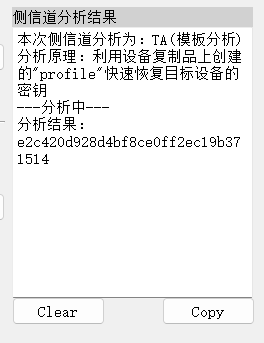 侧信道分析结果
本次侧信道分析为：TA(模板分析)
分析原理：利用设备复制品上创建
的"profile"快速恢复目标设备的
密钥
---分析中---
分析结果：
e2c420d928d4bf8ce0ff2ec19b37
1514
Clear
Copy